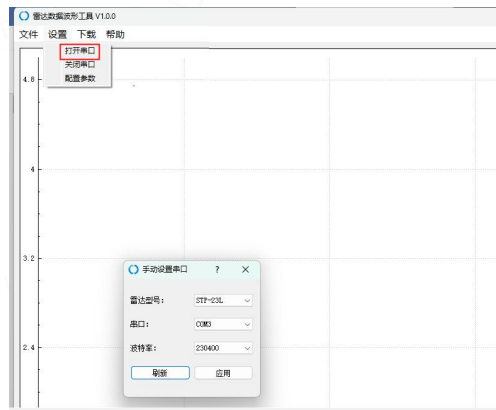 雷达数据波形工具 V1.0.0
文件 设置 下载 帮助
打开串口
关闭串口
配置参数
4.8
4
3.2
2.4
手动设置串口 ? ×
雷达型号: STP-23L
串口: COM3
波特率: 230400
刷新 应用